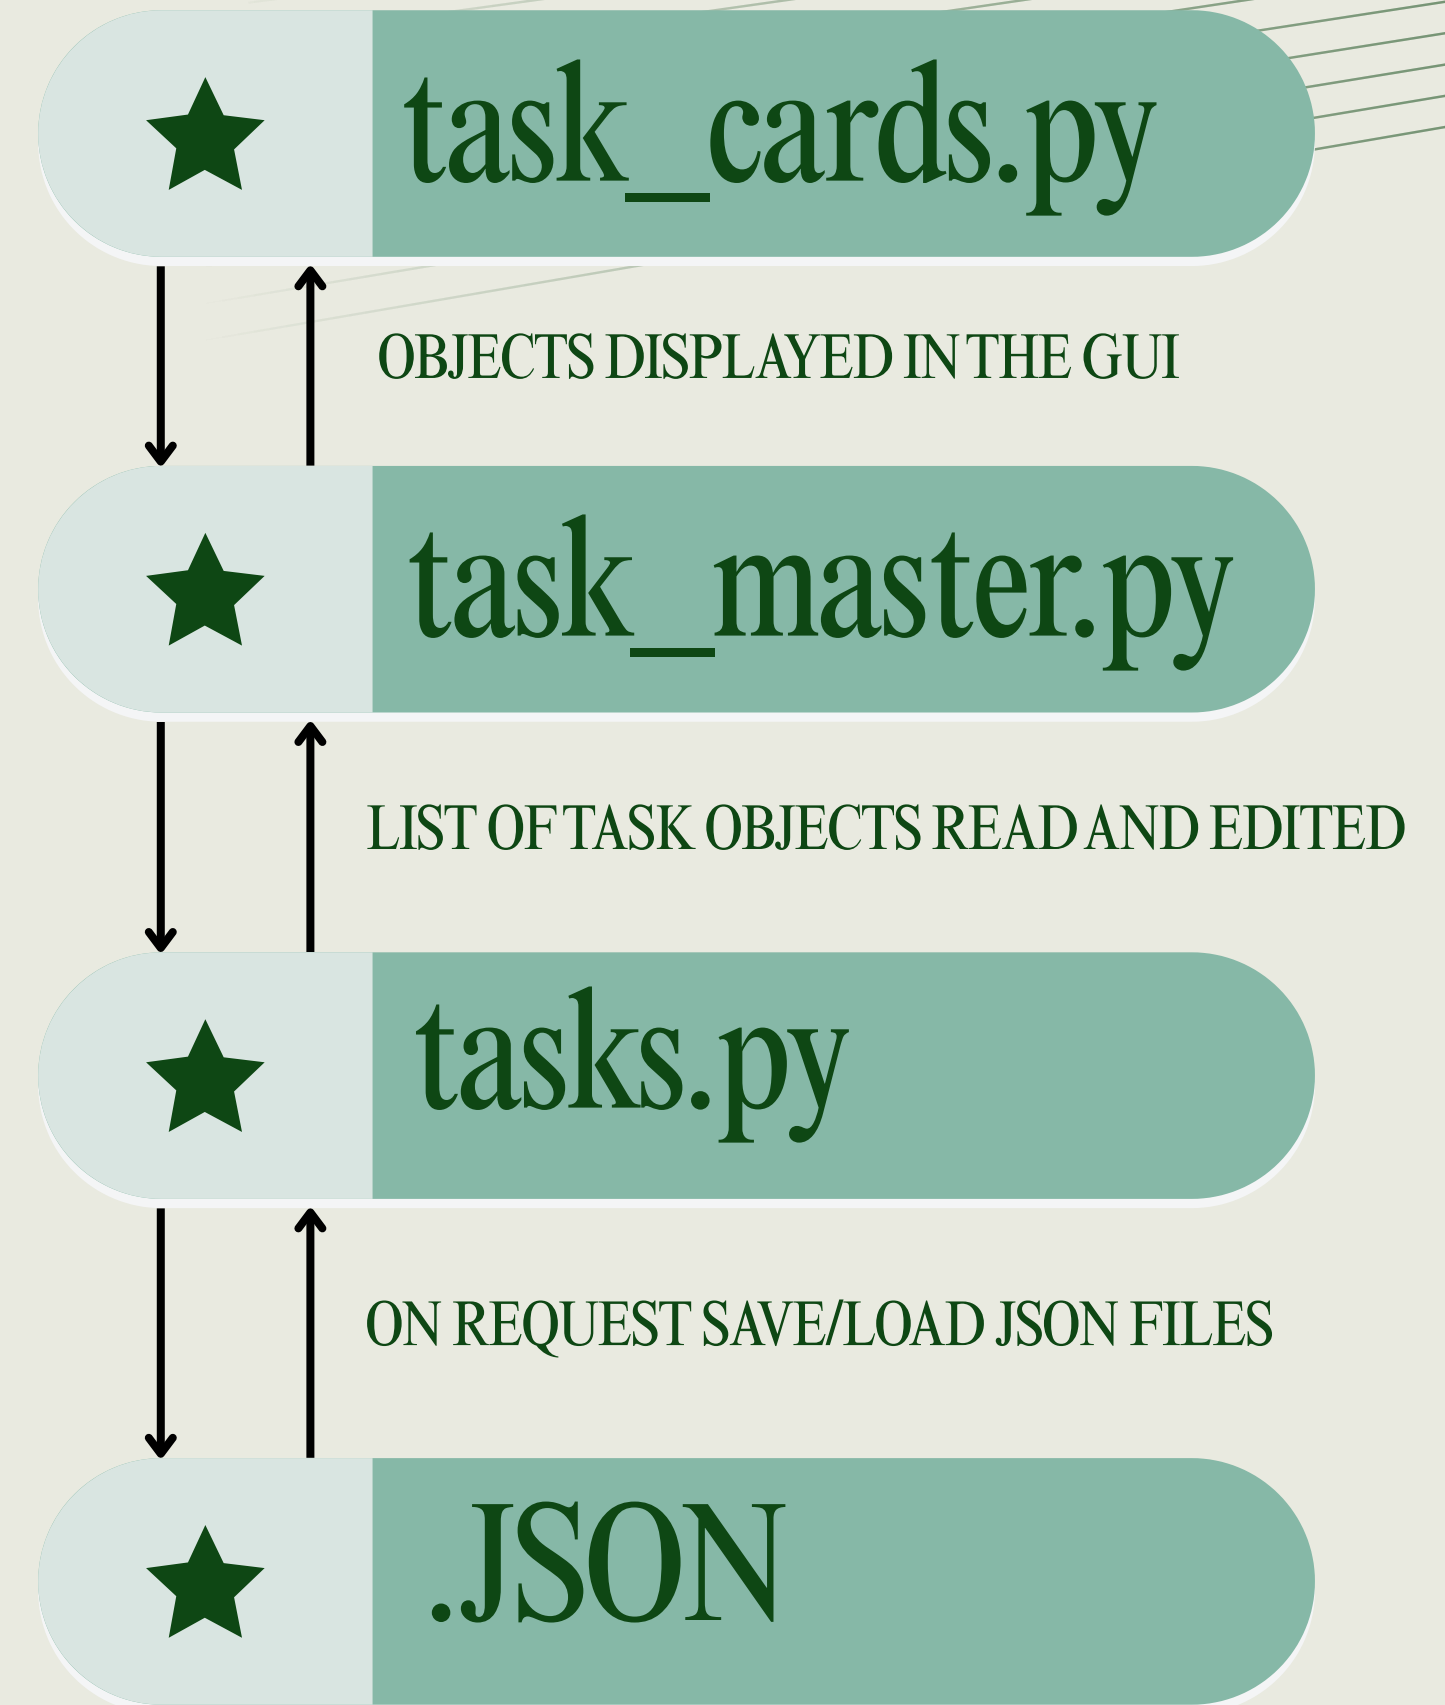 task_cards.py
OBJECTS DISPLAYED IN THE GUI
task_master.py
LIST OF TASK OBJECTS READ AND EDITED
tasks.py
ON REQUEST SAVE/LOAD JSON FILES
.JSON